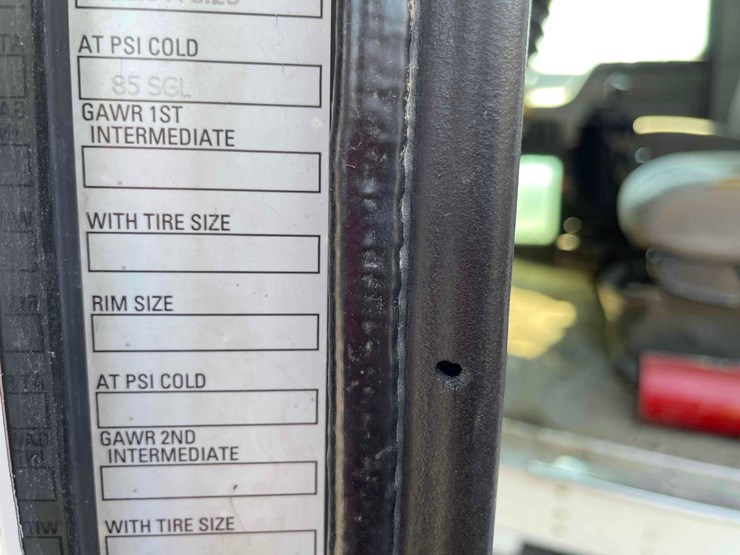 AT PSI COLD
85 SGL
GAWR 1ST
INTERMEDIATE
WITH TIRE SIZE
RIM SIZE
AT PSI COLD
GAWR 2ND
INTERMEDIATE
WITH TIRE SIZE